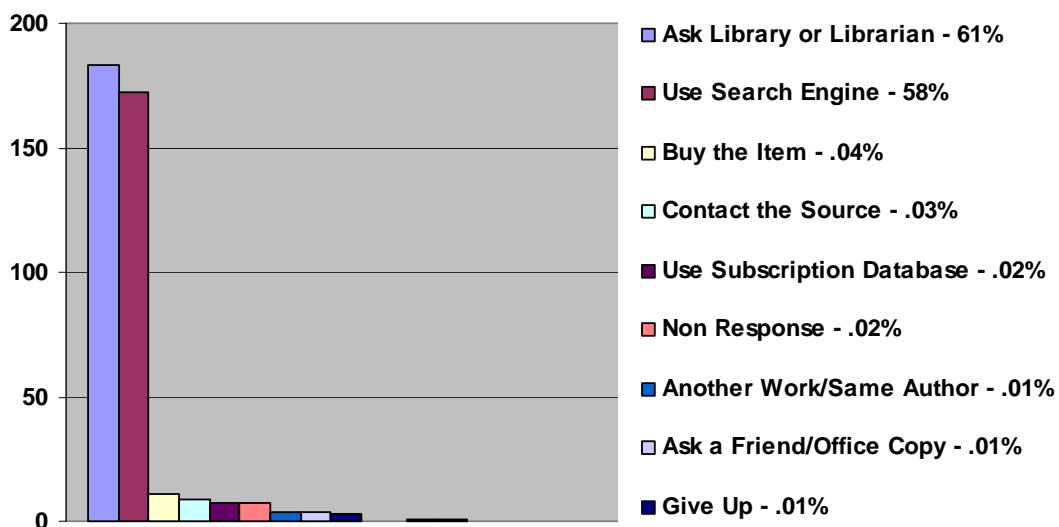 200
150
100
50
0
Ask Library or Librarian - 61%
Use Search Engine - 58%
Buy the Item - .04%
Contact the Source - .03%
Use Subscription Database - .02%
Non Response - .02%
Another Work/Same Author - .01%
Ask a Friend/Office Copy - .01%
Give Up - .01%